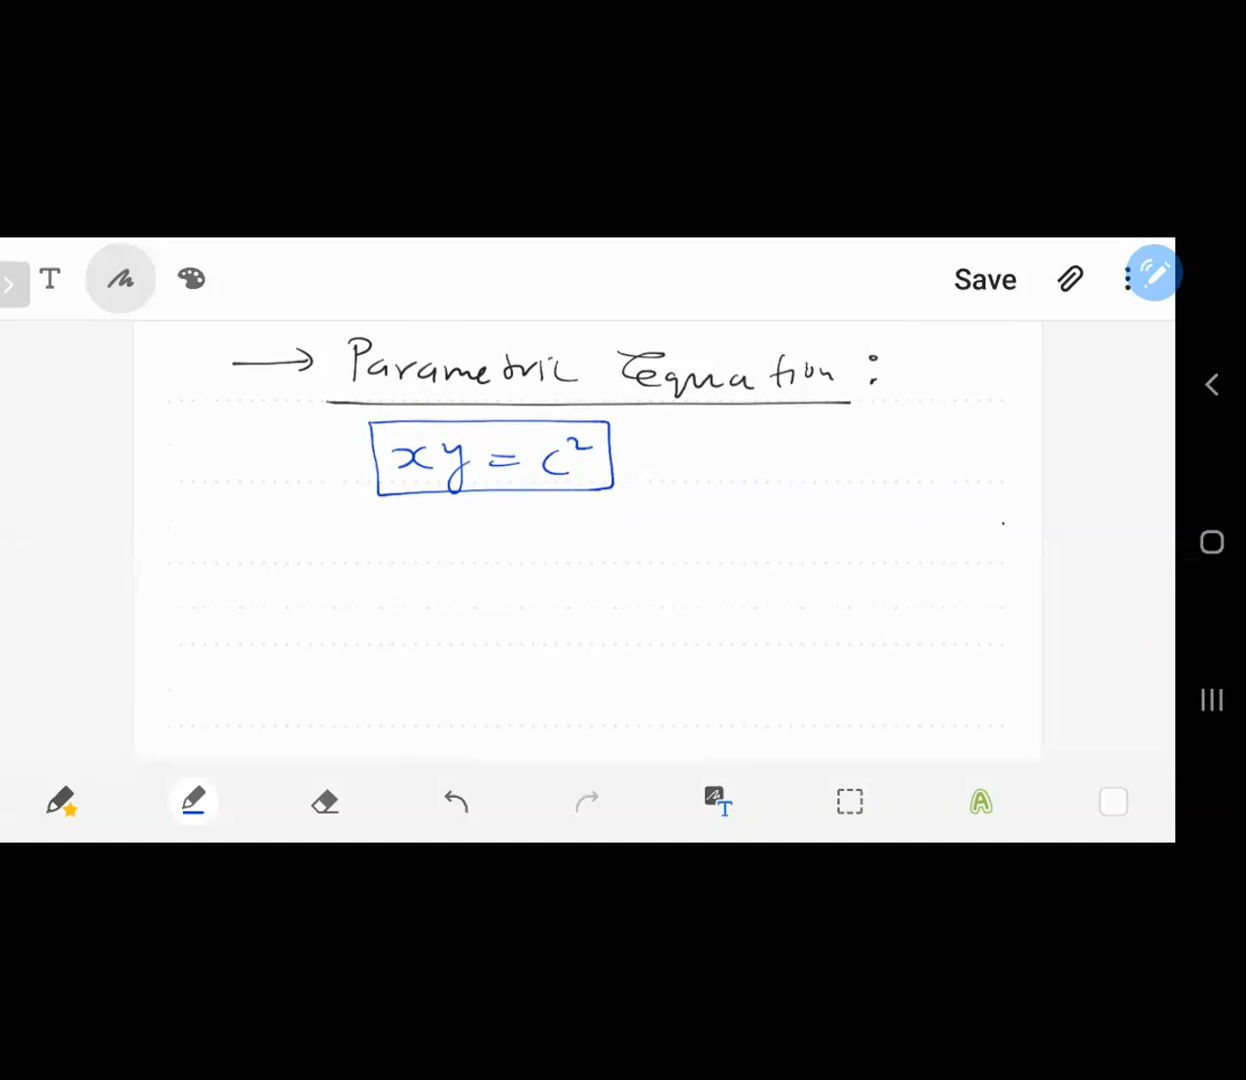 T Save
→ Parametric Equation :
xy = c²
T
A